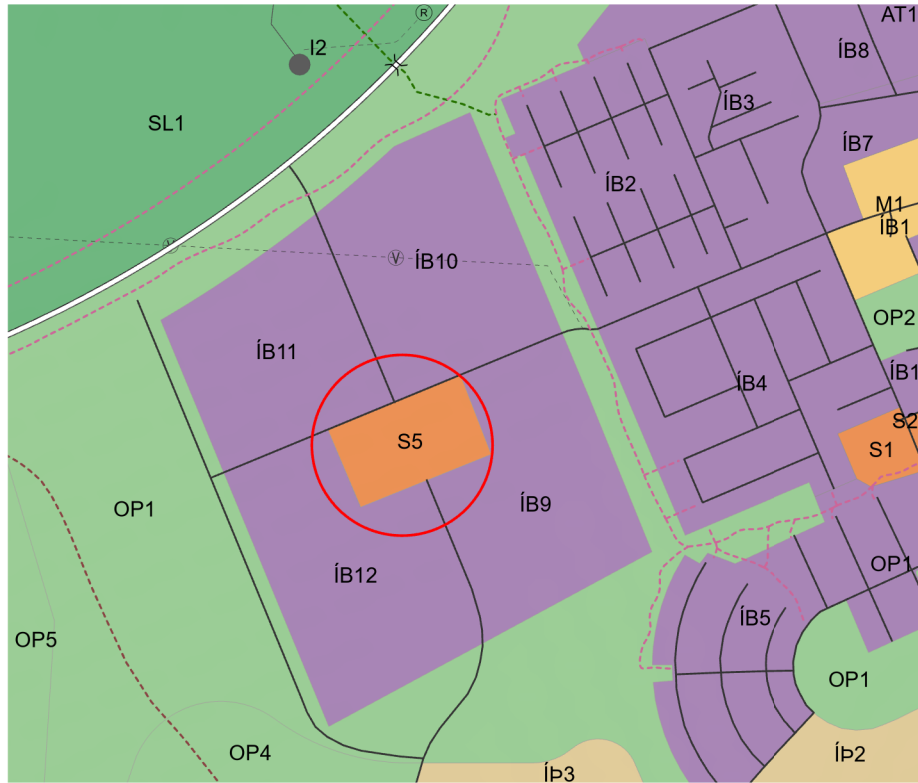 AT1
R
I2
ÍB8
ÍB3
SL1
ÍB7
ÍB2
M1
ÍB1
V
V
ÍB10
OP2
ÍB11
ÍB4
ÍB1
S2
S5
S1
ÍB9
OP1
OP1
ÍB12
ÍB5
OP5
OP1
OP4
ÍÞ2
ÍÞ3